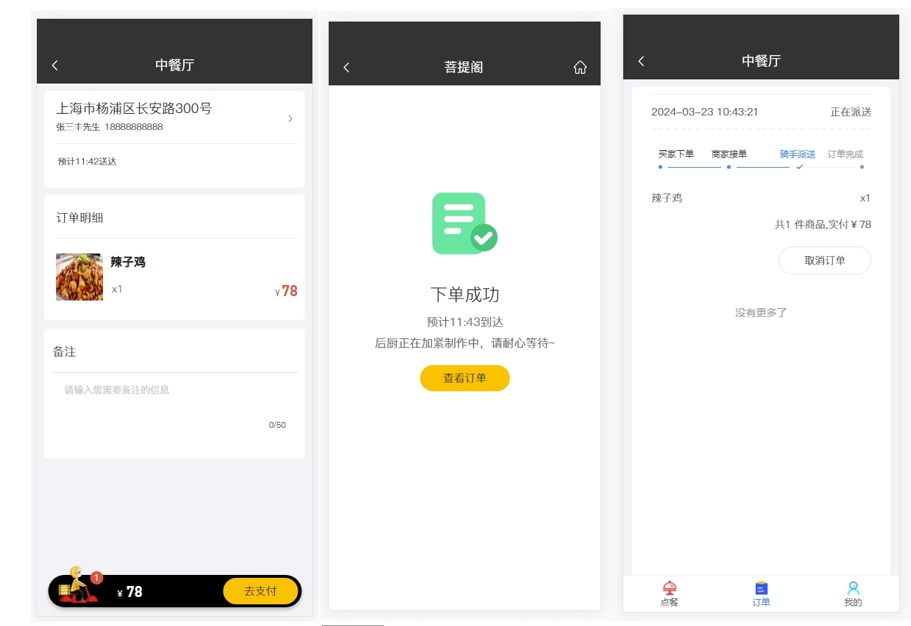 中餐厅
上海市杨浦区长安路300号
张三丰先生 18888888888
预计11:42送达
订单明细
辣子鸡
x1
¥78
备注
请输入您需要备注的信息
0/50
1
¥ 78
去支付
菩提阁
下单成功
预计11:43到达
后厨正在加紧制作中，请耐心等待~
查看订单
中餐厅
2024-03-23 10:43:21 正在派送
买家下单 商家接单 骑手派送 订单完成
辣子鸡 x1
共1 件商品,实付¥78
取消订单
没有更多了
点餐 订单 我的